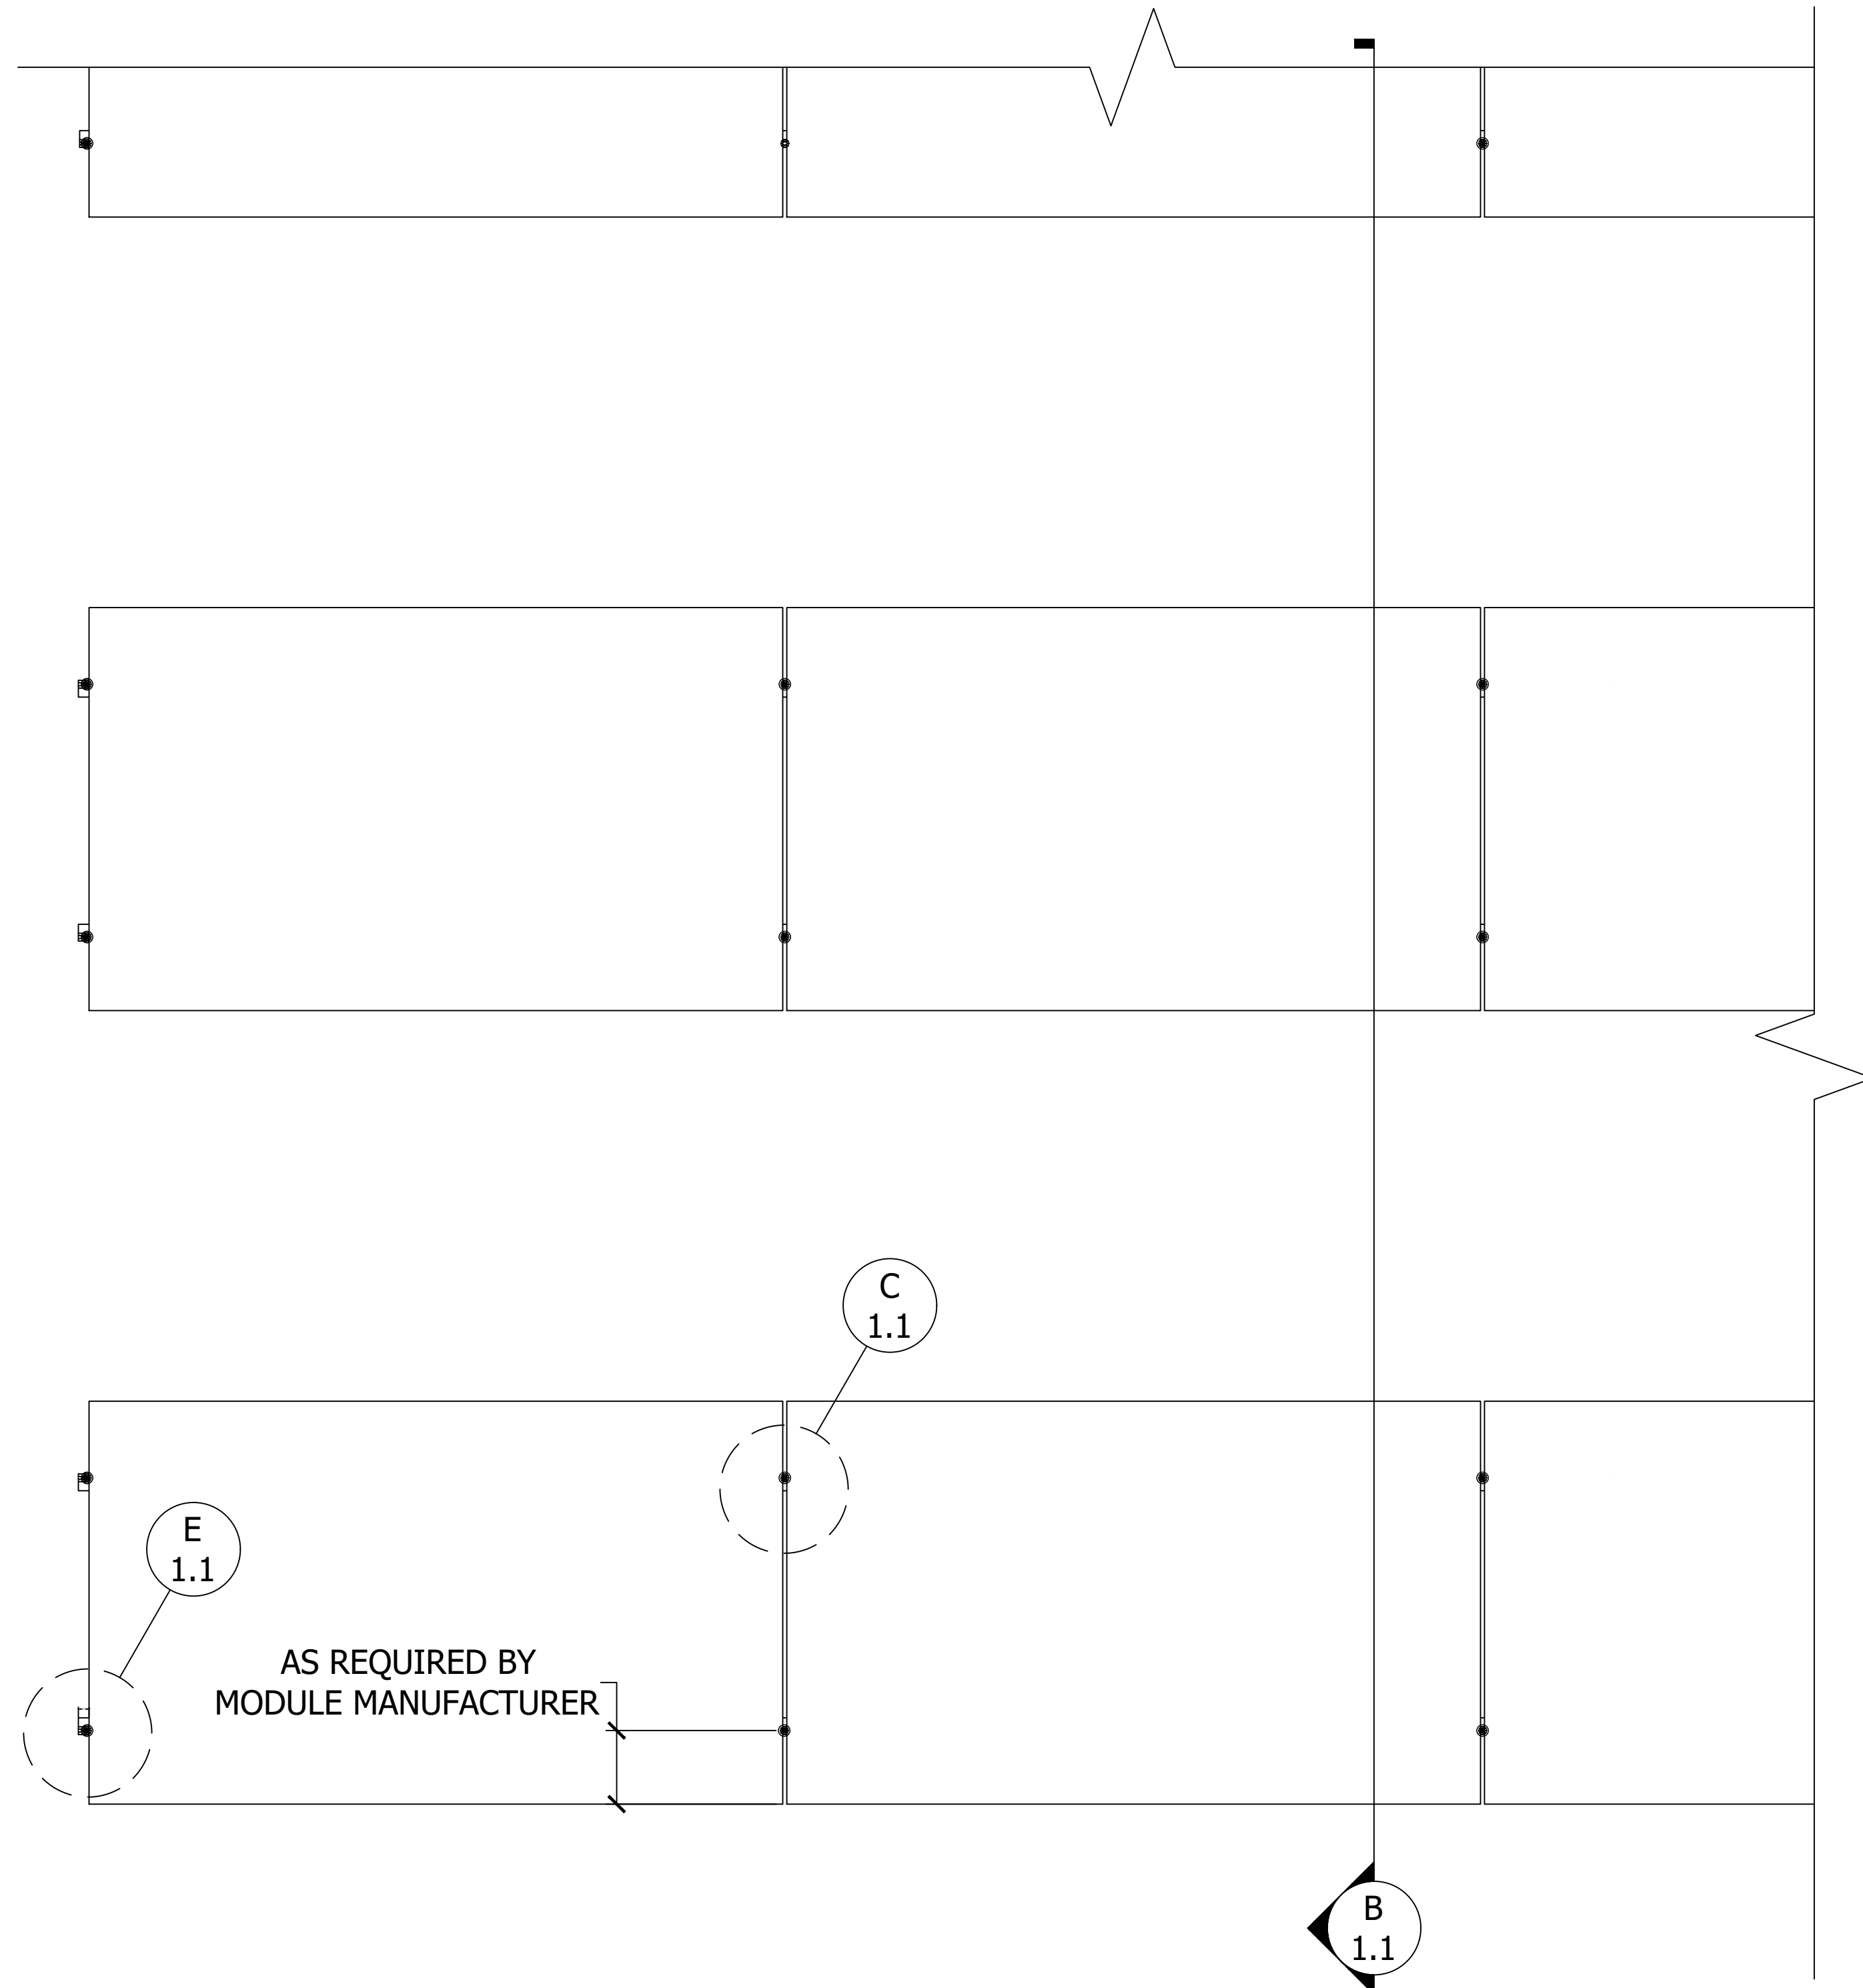 C
1.1
E
1.1
AS REQUIRED BY
MODULE MANUFACTURER
B
1.1